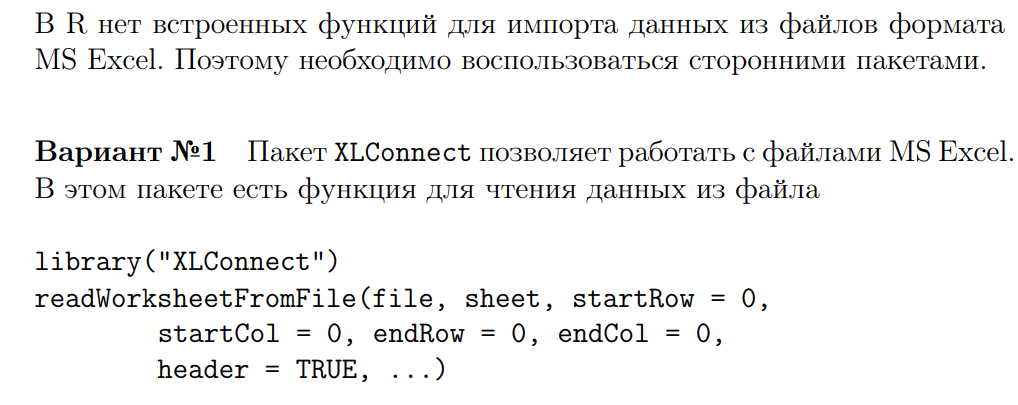 В R нет встроенных функций для импорта данных из файлов формата
MS Excel. Поэтому необходимо воспользоваться сторонними пакетами.
Вариант №1 Пакет XLConnect позволяет работать с файлами MS Excel.
В этом пакете есть функция для чтения данных из файла
library("XLConnect")
readWorksheetFromFile(file, sheet, startRow = 0,
startCol = 0, endRow = 0, endCol = 0,
header = TRUE, ...)